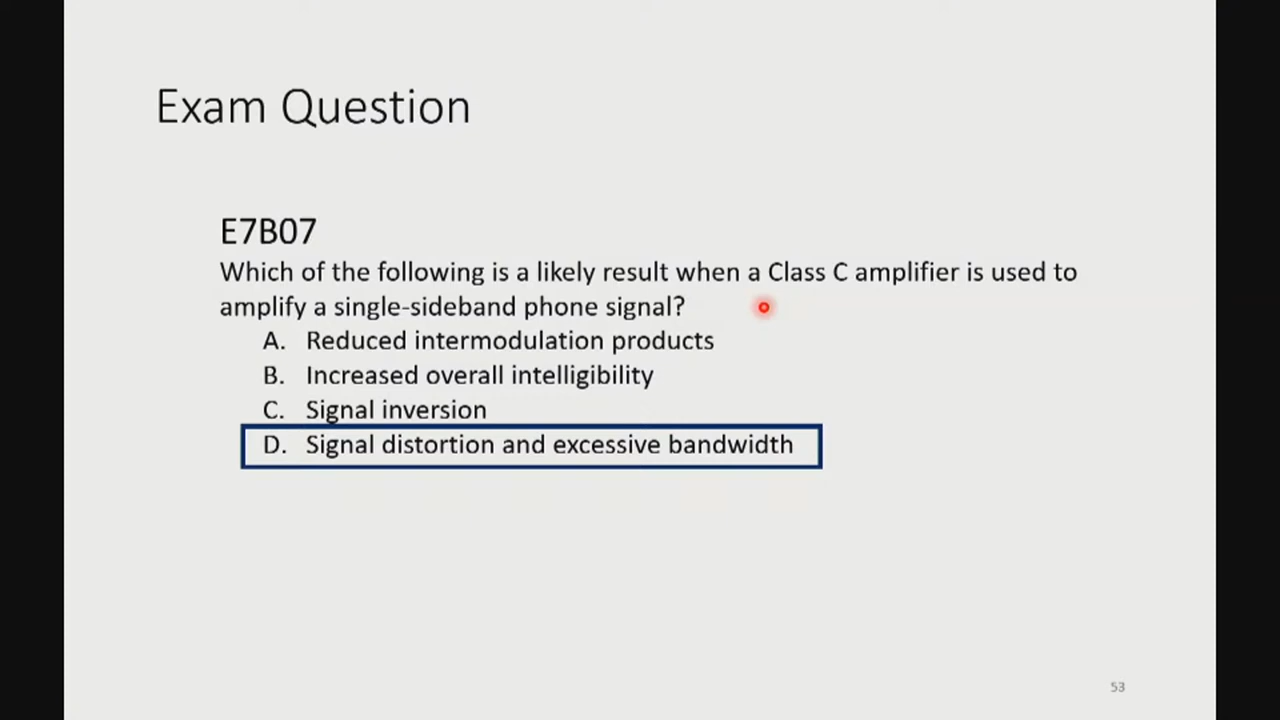 Exam Question
E7B07
Which of the following is a likely result when a Class C amplifier is used to
amplify a single-sideband phone signal?
A. Reduced intermodulation products
B. Increased overall intelligibility
C. Signal inversion
D. Signal distortion and excessive bandwidth
53